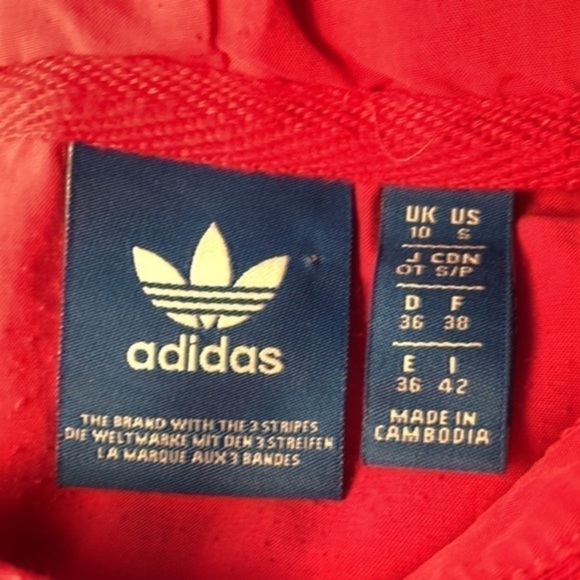 adidas
THE BRAND WITH THE 3 STRIPES
DIE WELTMARKE MIT DEN 3 STREIFEN
LA MARQUE AUX 3 BANDES
UK US
10 S
J CDN
OT S/P
D F
36 38
E I
36 42
MADE IN
CAMBODIA